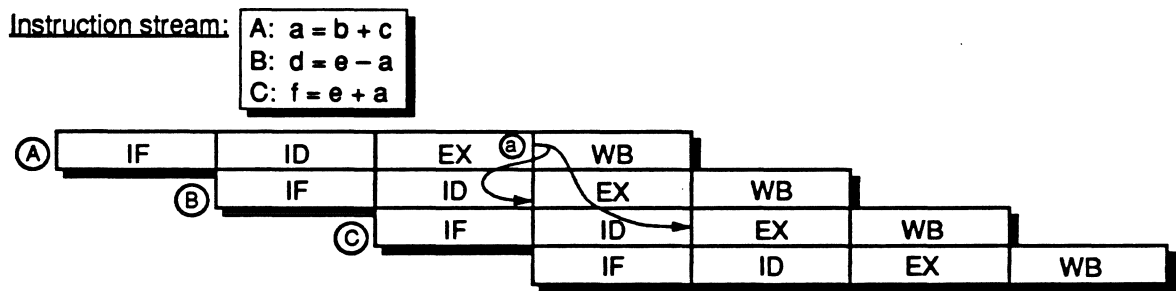 Instruction stream:
A: a = b + c
B: d = e – a
C: f = e + a
A IF ID EX a WB
B IF ID EX WB
C IF ID EX WB
IF ID EX WB